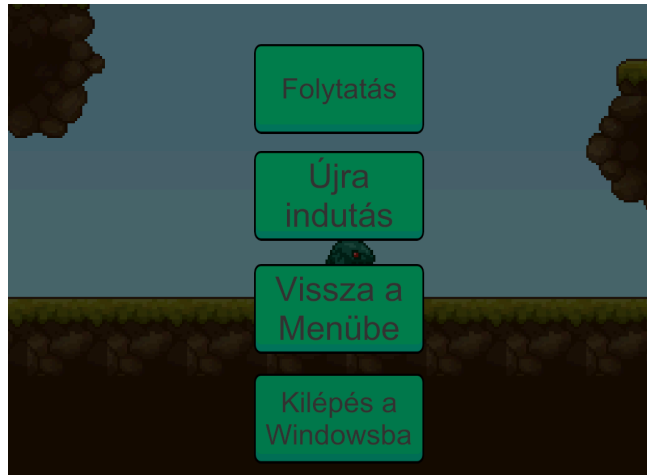 Folytatás
Újra
indutás
Vissza a
Menübe
Kilépés a
Windowsba